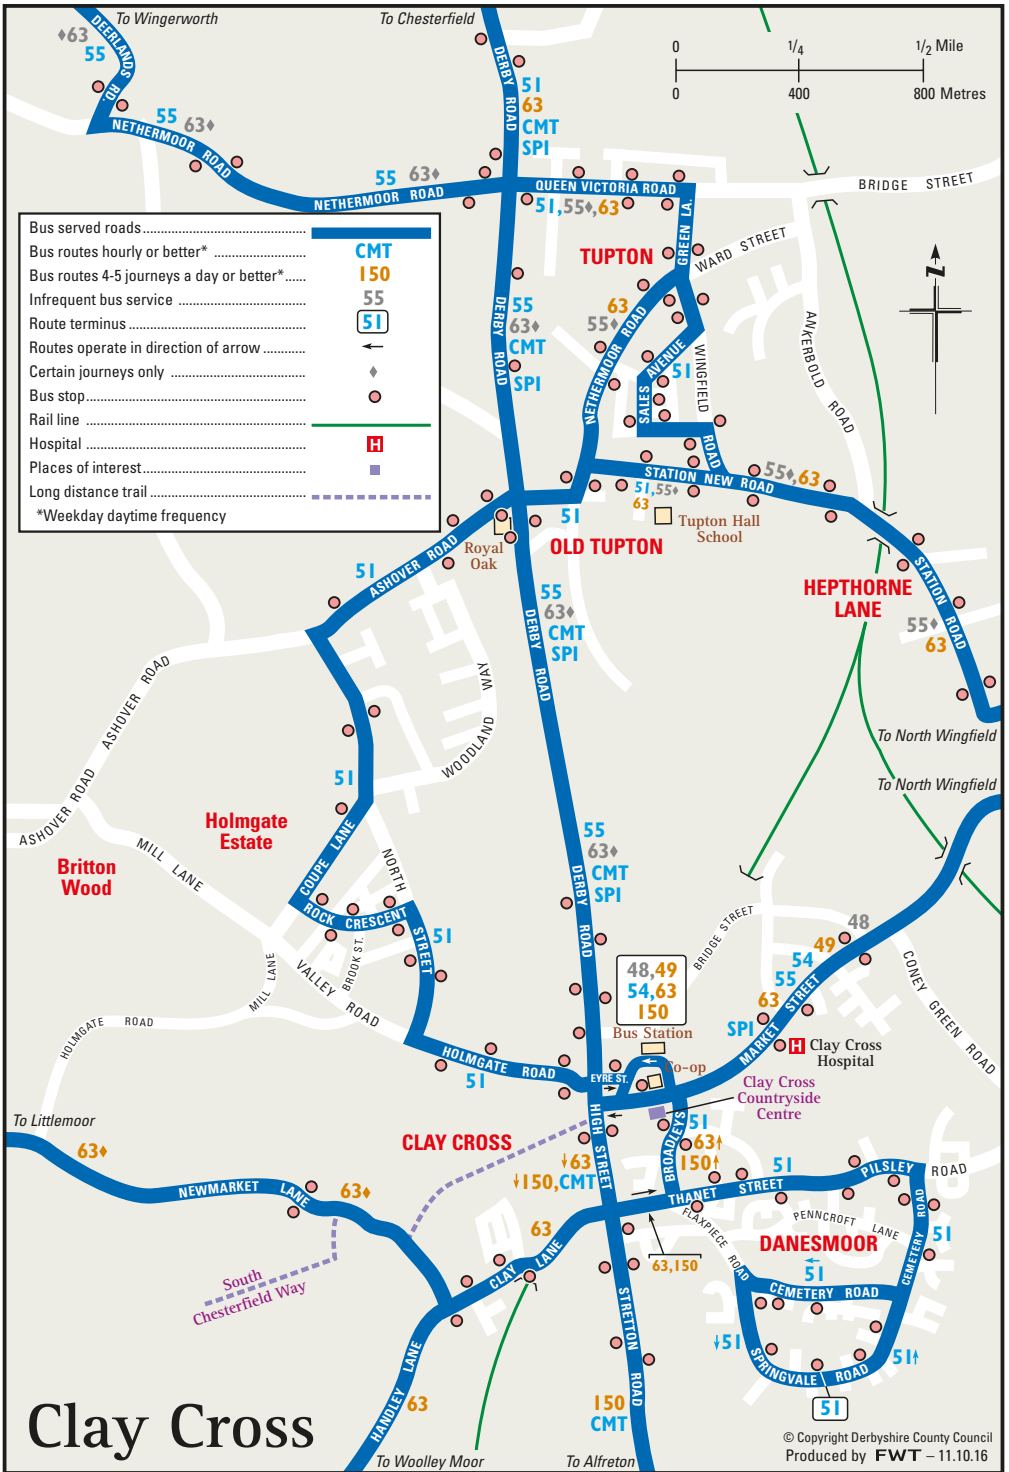 To Wingerworth
To Chesterfield
♦63
55
DEERLANDS
RD.
DERBY ROAD
51
63
CMT
SPI
0 1/4 1/2 Mile
0 400 800 Metres
55 63♦
NETHERMOOR ROAD
55 63♦
NETHERMOOR ROAD
QUEEN VICTORIA ROAD
51,55♦,63
BRIDGE STREET
GREEN LA.
WARD STREET
TUPTON
N
Bus served roads
Bus routes hourly or better* CMT
Bus routes 4-5 journeys a day or better* 150
Infrequent bus service 55
Route terminus 51
Routes operate in direction of arrow ←
Certain journeys only ♦
Bus stop
Rail line
Hospital H
Places of interest
Long distance trail
*Weekday daytime frequency
DERBY ROAD
55
63♦
CMT
SPI
63
55♦
NETHERMOOR ROAD
SALES AVENUE
51
WINGFIELD
ROAD
ANKERBOLD ROAD
STATION NEW ROAD
51,55♦
63
55♦,63
Tupton Hall
School
51
OLD TUPTON
Royal
Oak
51
ASHOVER ROAD
HEPTHORNE
LANE
STATION ROAD
55♦
63
To North Wingfield
To North Wingfield
DERBY ROAD
55
63♦
CMT
SPI
WOODLAND WAY
ASHOVER ROAD
ASHOVER ROAD
51
Holmgate
Estate
Britton
Wood
MILL LANE
COUPE LANE
NORTH
STREET
ROCK CRESCENT
51
BROOK ST.
VALLEY ROAD
MILL LANE
HOLMGATE ROAD
HOLMGATE ROAD
51
55
63♦
CMT
SPI
DERBY ROAD
BRIDGE STREET
48
49
54
55
63
SPI
MARKET STREET
CONEY GREEN ROAD
48,49
54,63
150
Bus Station
Co-op
H Clay Cross
Hospital
EYRE ST.
Clay Cross
Countryside
Centre
To Littlemoor
63♦
NEWMARKET LANE
63♦
CLAY CROSS
HIGH STREET
↓63
↓150,CMT
BROADLEYS
51
63↑
150↑
THANET STREET
51
PILSLEY ROAD
FLAXPIECE ROAD
PENNCROFT LANE
DANESMOOR
CEMETERY ROAD
51
63,150
63
CLAY LANE
South
Chesterfield Way
←
51
CEMETERY ROAD
↓51
SPRINGVALE ROAD
51↑
51
STRETTON ROAD
150
CMT
HANDLEY LANE
63
To Woolley Moor
To Alfreton
Clay Cross
© Copyright Derbyshire County Council
Produced by FWT – 11.10.16